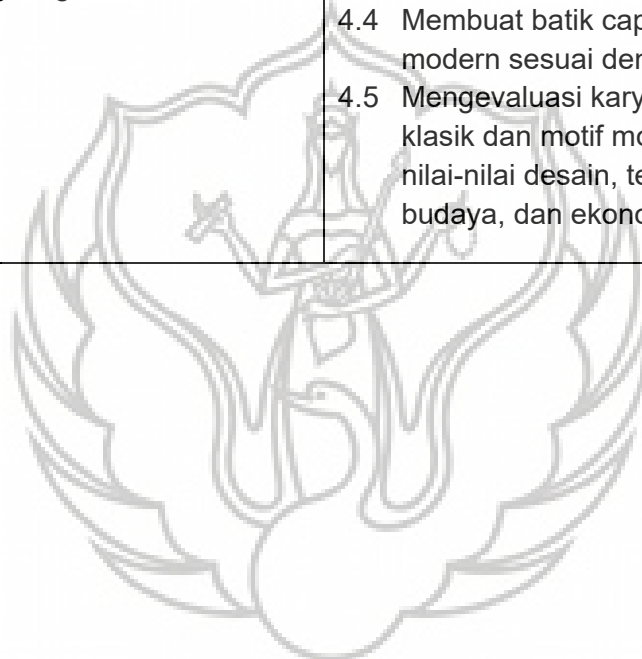 4.4 Membuat batik cap
modern sesuai den
4.5 Mengevaluasi kary
klasik dan motif mo
nilai-nilai desain, te
budaya, dan ekono